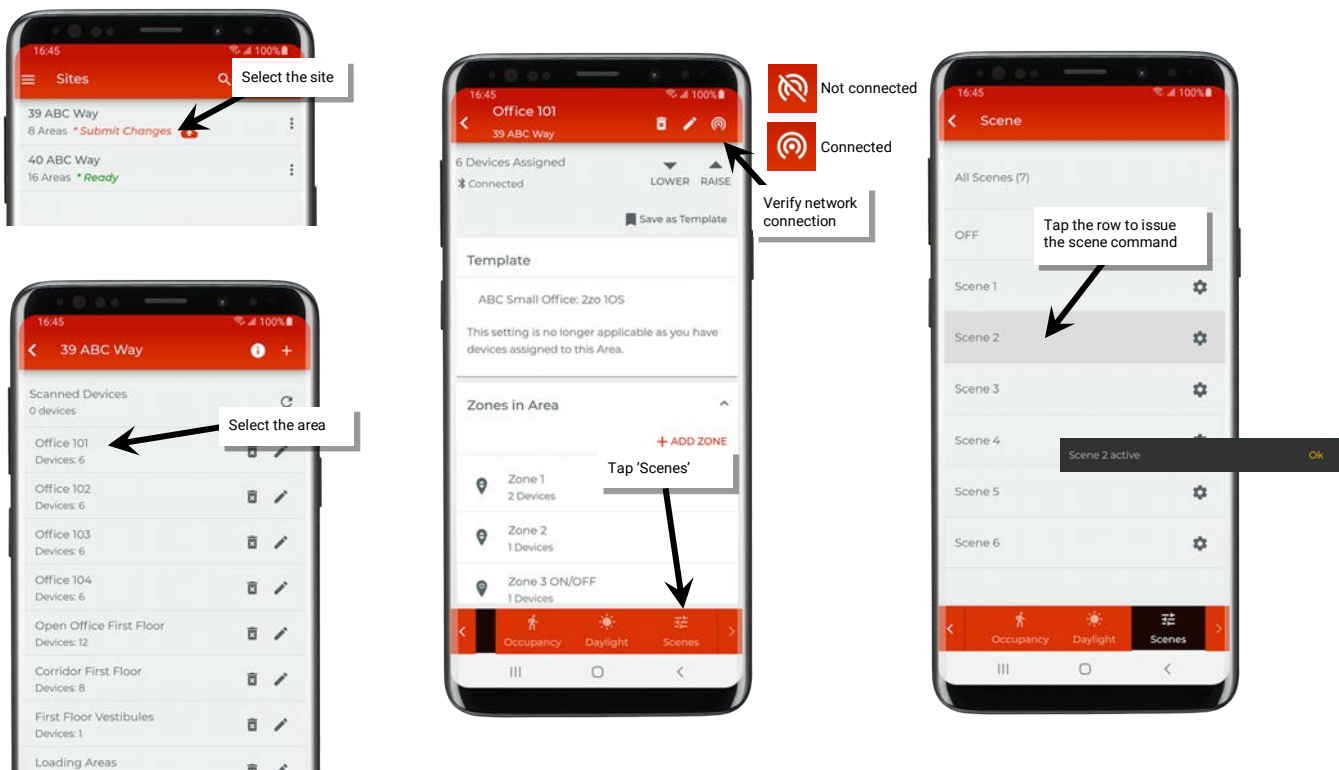 16:45
100%
Sites
Select the site
39 ABC Way
8 Areas * Submit Changes
40 ABC Way
16 Areas * Ready
16:45
100%
39 ABC Way
Scanned Devices
0 devices
Select the area
Office 101
Devices: 6
Office 102
Devices: 6
Office 103
Devices: 6
Office 104
Devices: 6
Open Office First Floor
Devices: 12
Corridor First Floor
Devices: 8
First Floor Vestibules
Devices: 1
Loading Areas
16:45
100%
Office 101
39 ABC Way
6 Devices Assigned
Connected
LOWER RAISE
Save as Template
Template
ABC Small Office: 2zo 1OS
This setting is no longer applicable as you have
devices assigned to this Area.
Zones in Area
+ ADD ZONE
Tap ‘Scenes’
Zone 1
2 Devices
Zone 2
1 Devices
Zone 3 ON/OFF
1 Devices
Occupancy Daylight Scenes
Not connected
Connected
Verify network
connection
16:45
100%
Scene
All Scenes (7)
OFF
Tap the row to issue
the scene command
Scene 1
Scene 2
Scene 3
Scene 4
Scene 2 active Ok
Scene 5
Scene 6
Occupancy Daylight Scenes